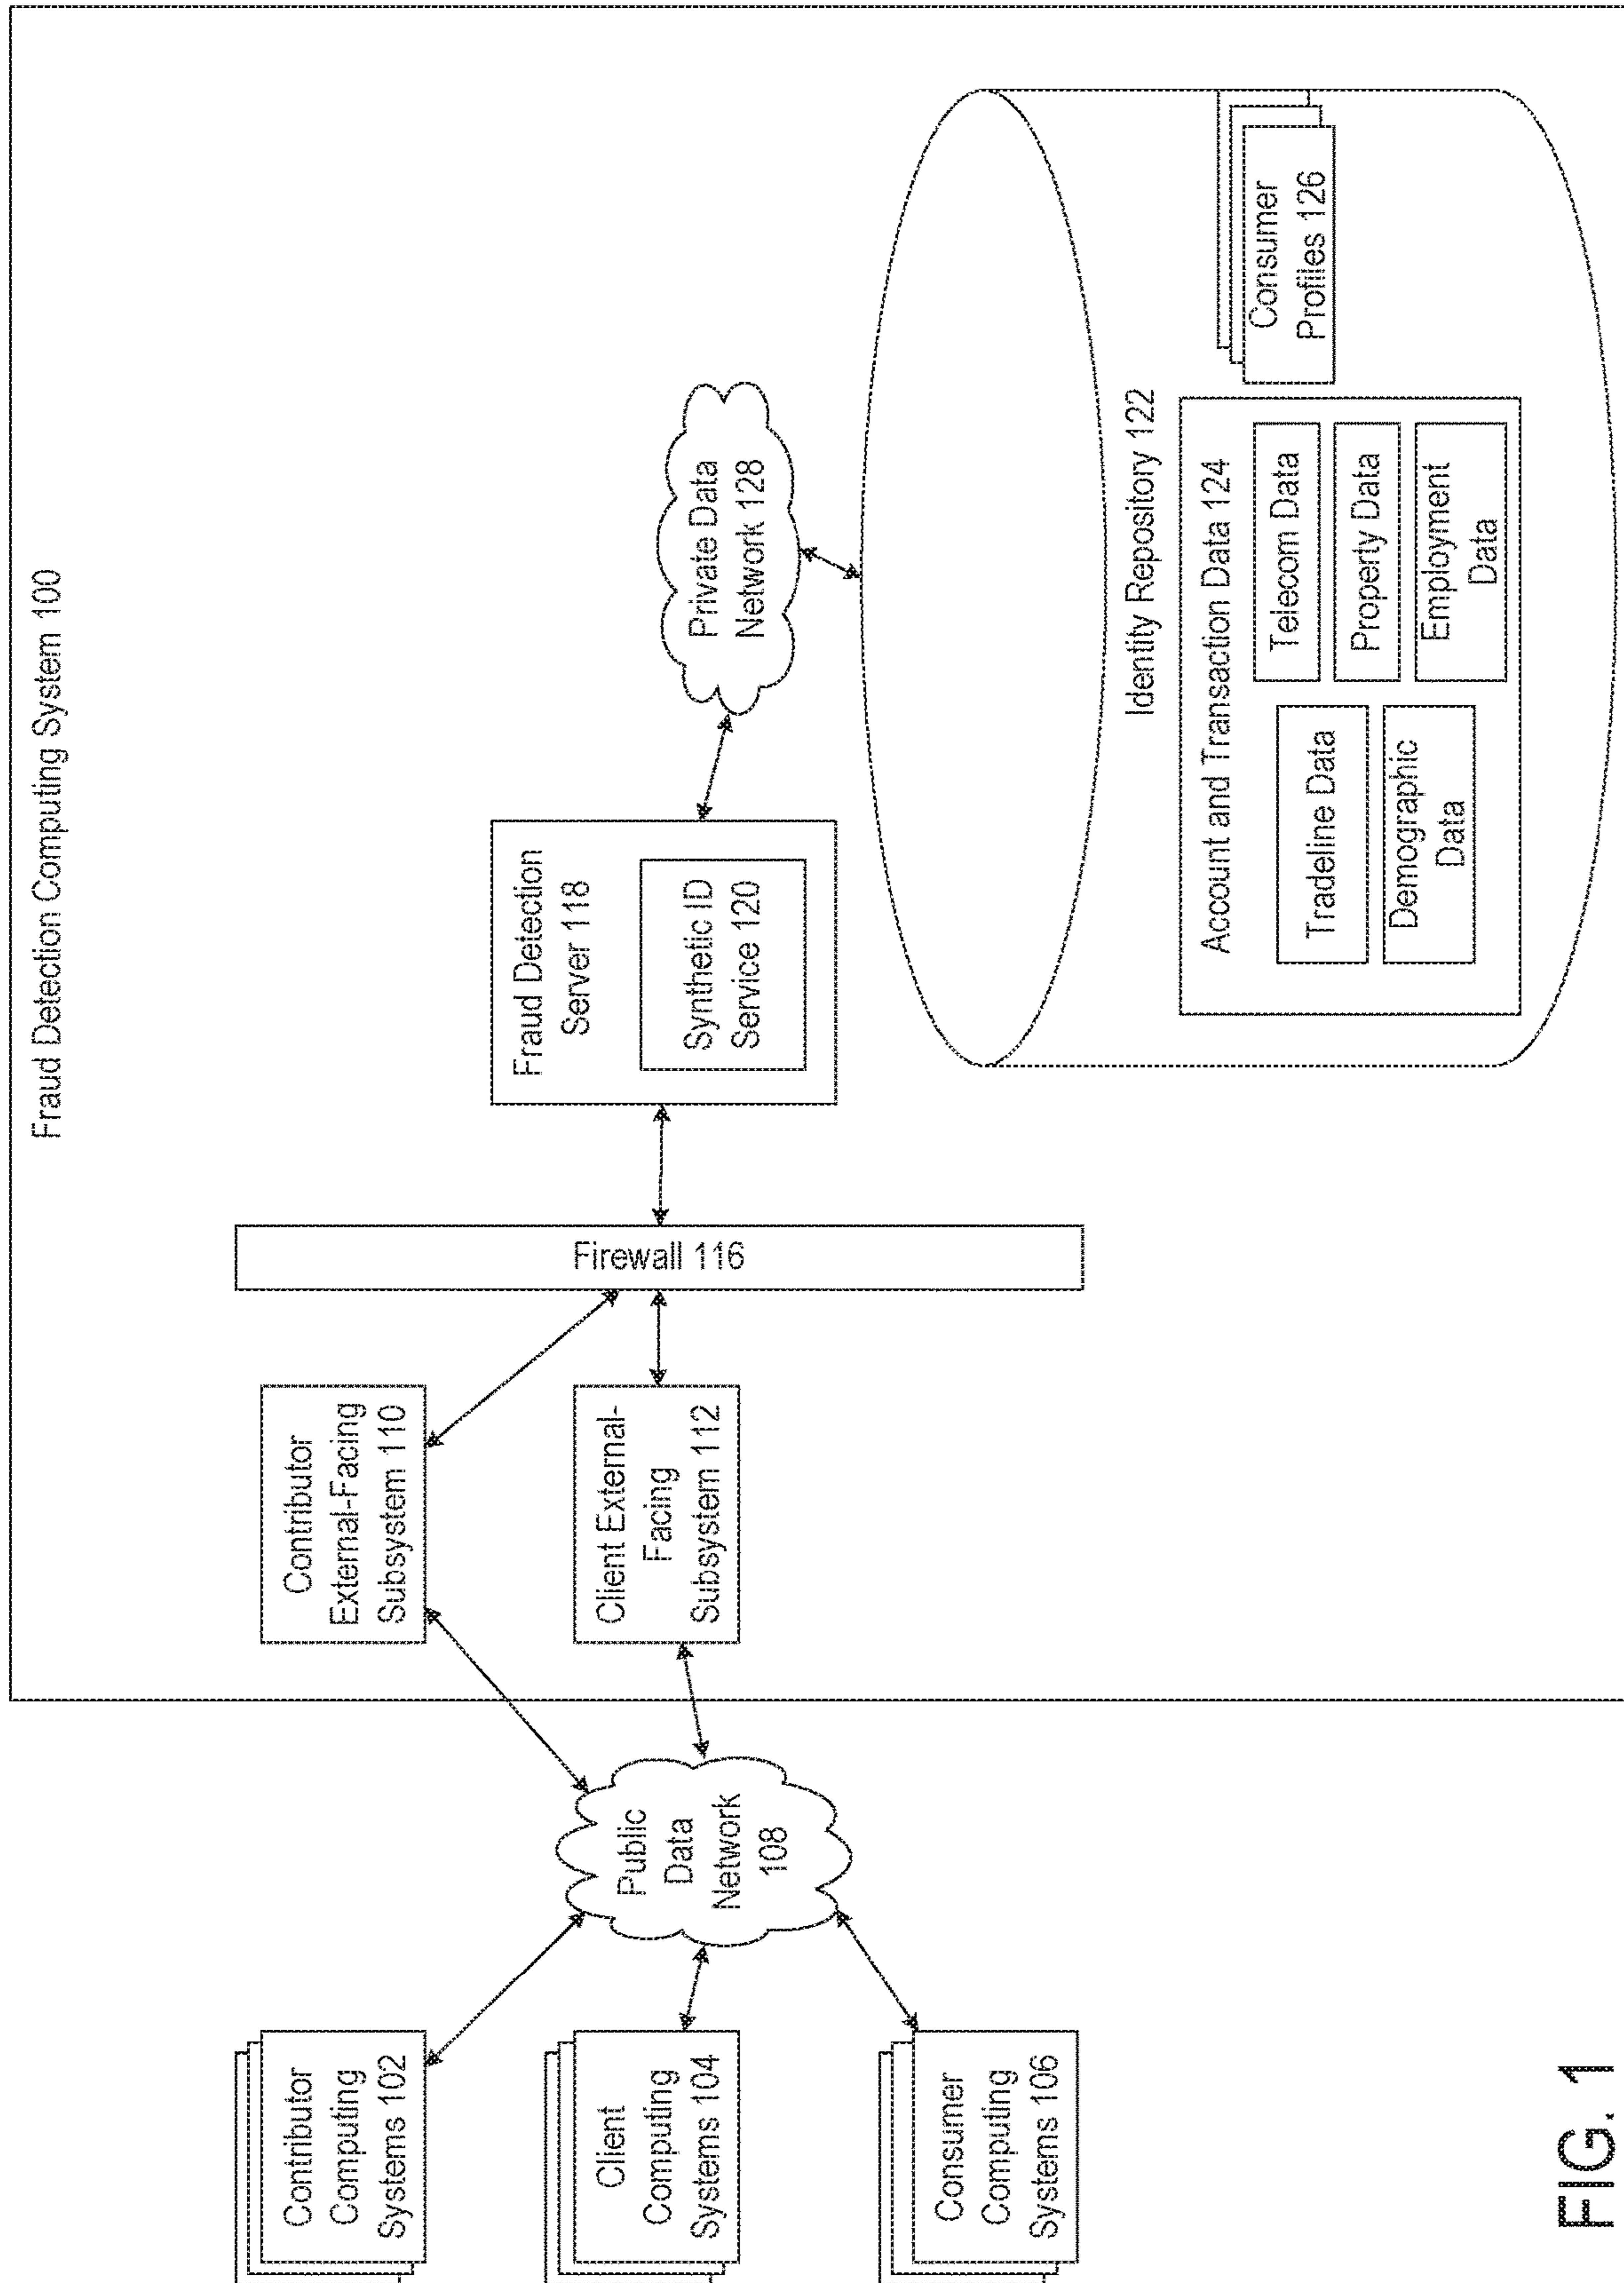 Fraud Detection Computing System 100
Contributor
Computing
Systems 102
Client
Computing
Systems 104
Consumer
Computing
Systems 106
Public
Data
Network
108
Contributor
External-Facing
Subsystem 110
Client External-
Facing
Subsystem 112
Firewall 116
Fraud Detection
Server 118
Synthetic ID
Service 120
Private Data
Network 128
Identity Repository 122
Account and Transaction Data 124
Tradeline Data
Demographic
Data
Telecom Data
Property Data
Employment
Data
Consumer
Profiles 126
FIG. 1